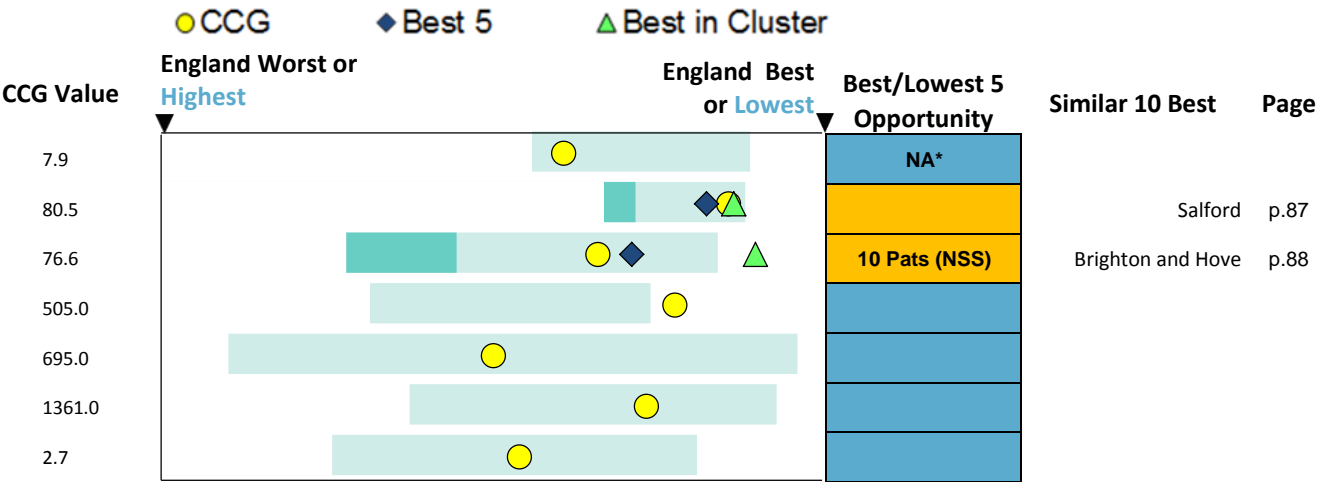 CCG Best 5 Best in Cluster
CCG Value
England Worst or
Highest
England Best
or Lowest
Best/Lowest 5
Opportunity
Similar 10 Best
Page
7.9 NA*
80.5 Salford p.87
76.6 10 Pats (NSS) Brighton and Hove p.88
505.0
695.0
1361.0
2.7